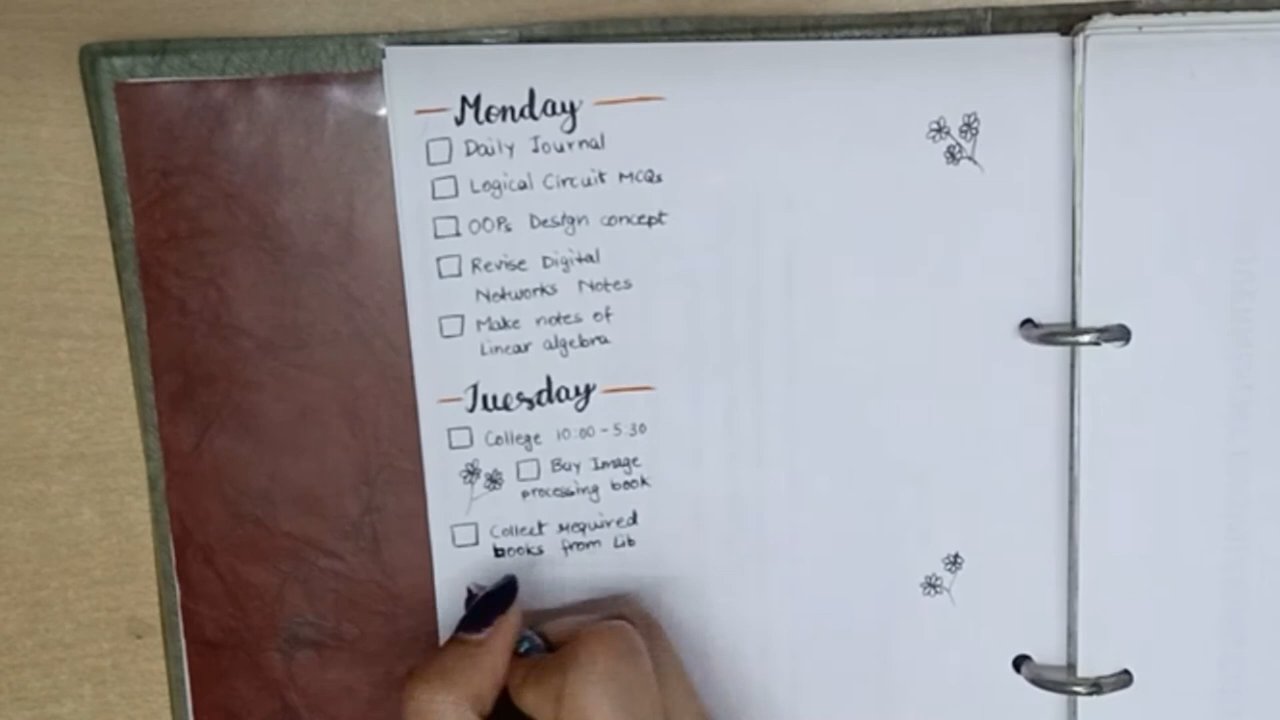 Monday
Daily Journal
Logical Circuit MCQs
OOPs Design concept
Revise Digital
Networks Notes
Make notes of
Linear algebra
Tuesday
College 10:00-5:30
Buy Image
processing book
Collect required
books from Lib